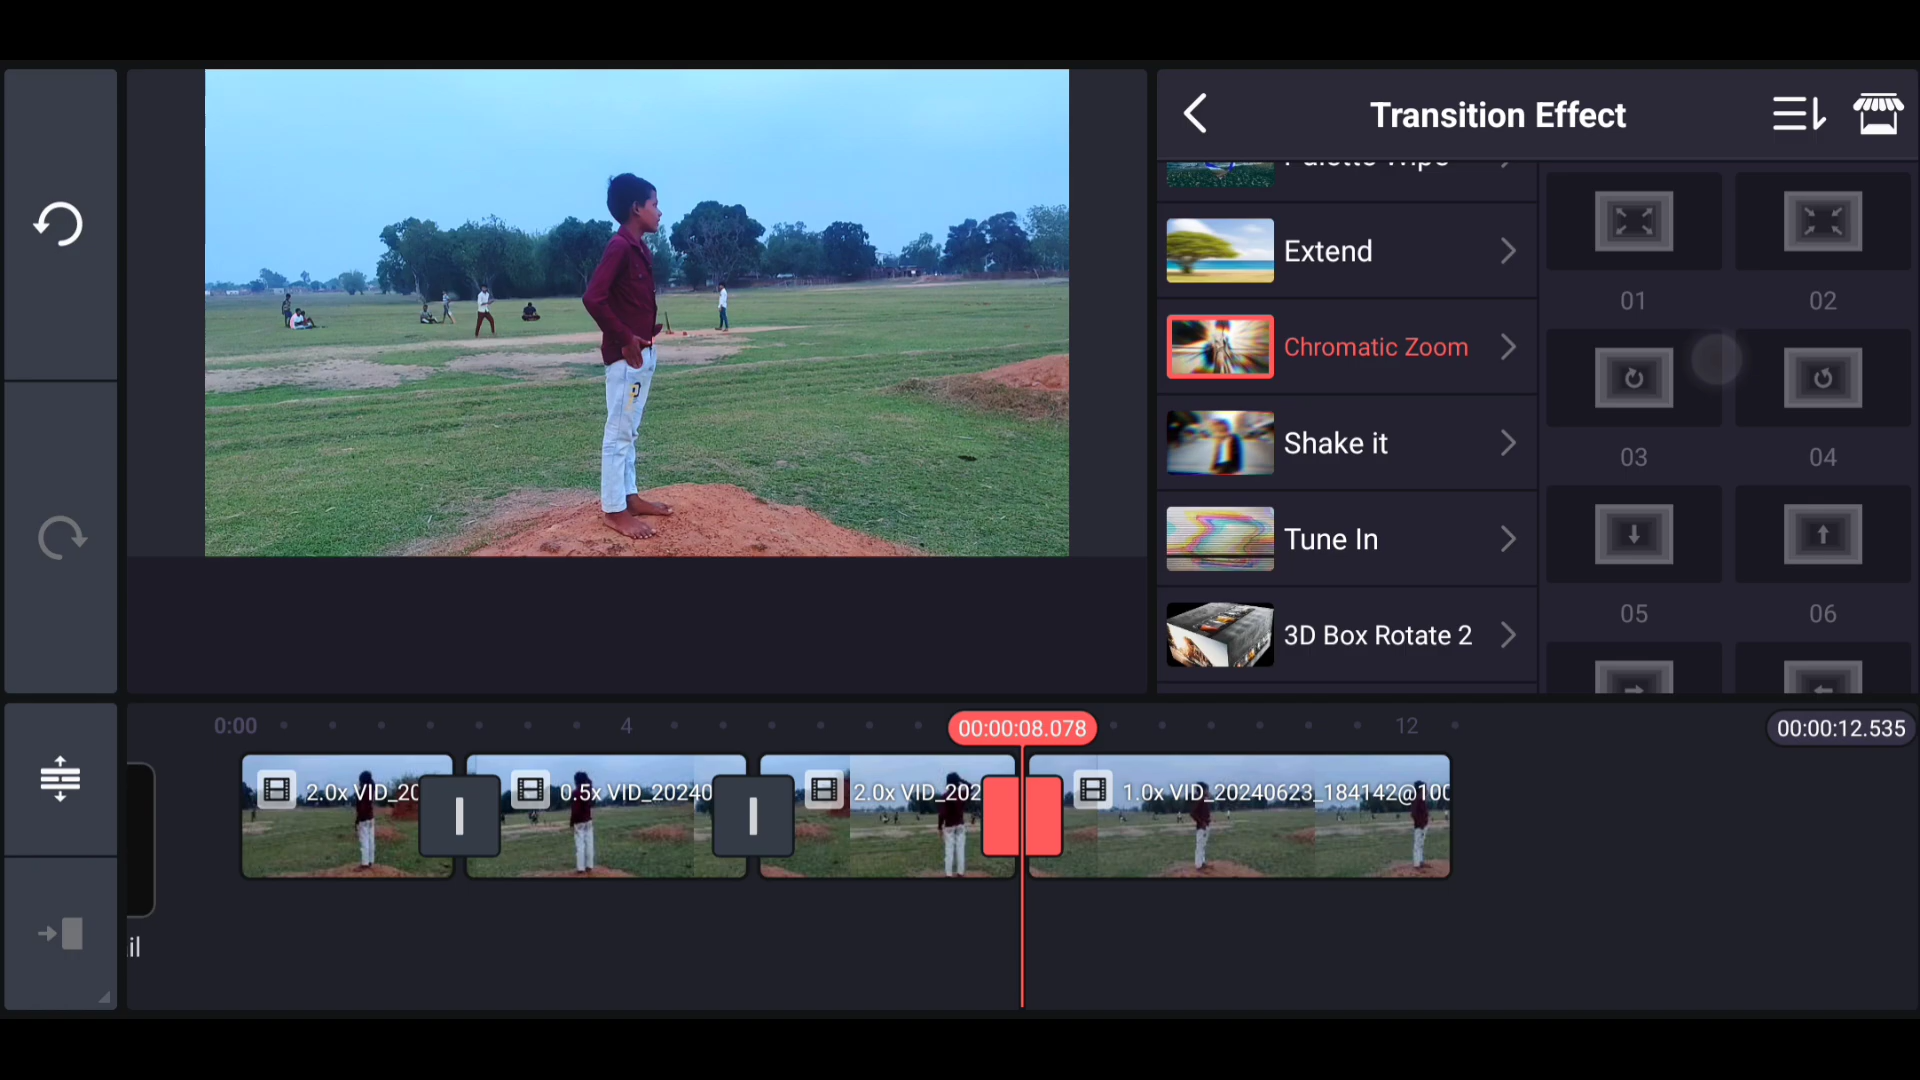 Transition Effect
Palette Wipe
Extend
Chromatic Zoom
Shake it
Tune In
3D Box Rotate 2
01
02
03
04
05
06
0:00
4
00:00:08.078
12
00:00:12.535
2.0x VID_20
0.5x VID_20240
2.0x VID_202
1.0x VID_20240623_184142@100
il